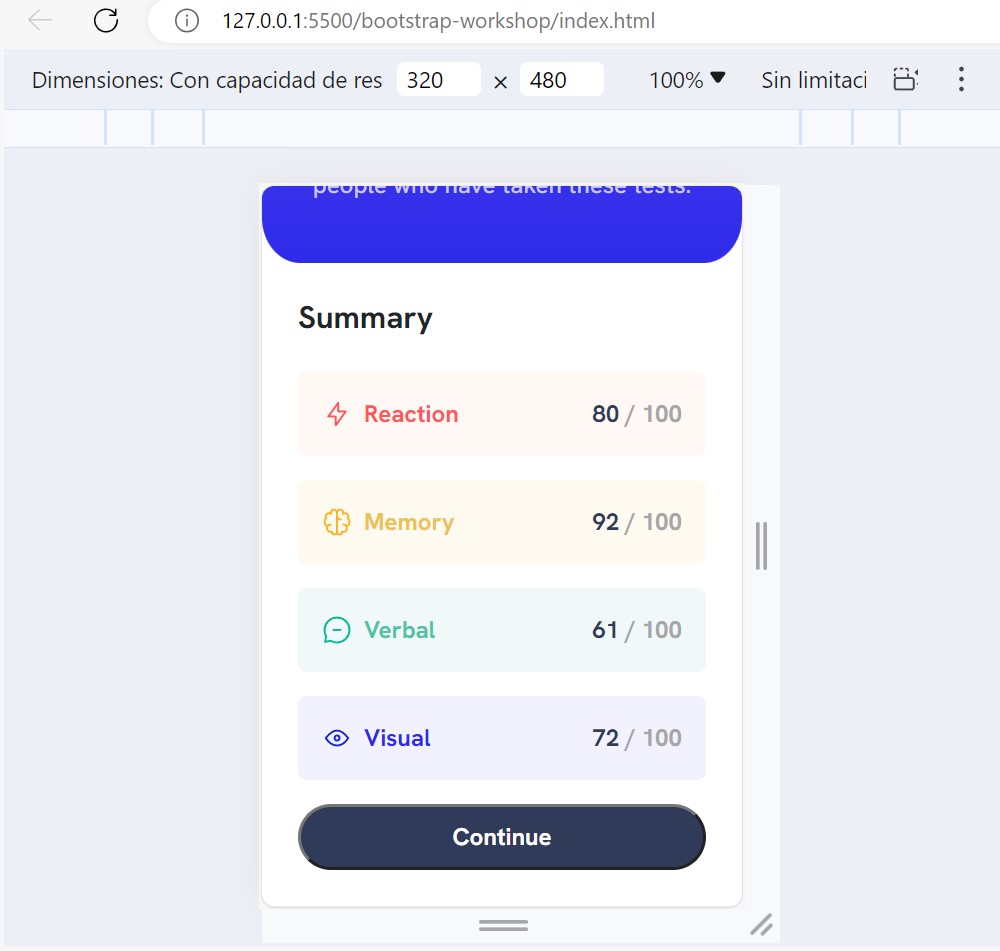 127.0.0.1:5500/bootstrap-workshop/index.html
Dimensiones: Con capacidad de res 320 × 480 100% Sin limitaci
people who have taken these tests.
Summary
Reaction 80 / 100
Memory 92 / 100
Verbal 61 / 100
Visual 72 / 100
Continue